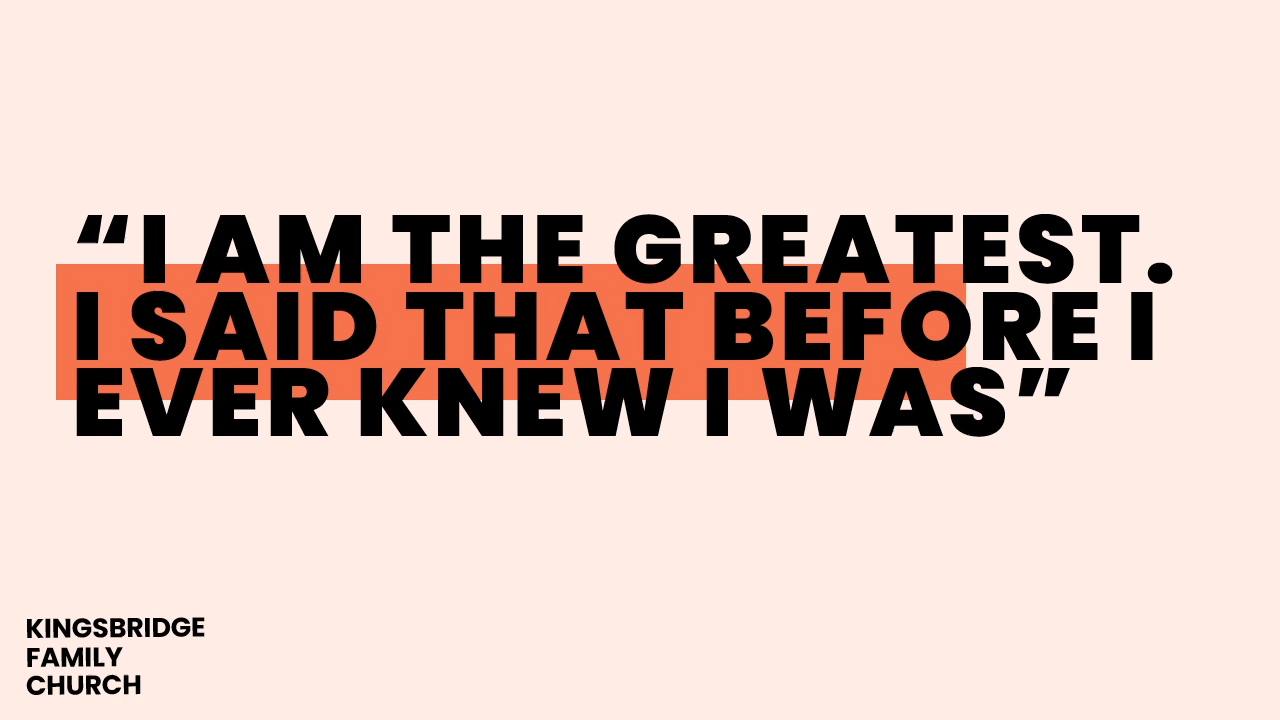 “I AM THE GREATEST.
I SAID THAT BEFORE I
EVER KNEW I WAS”
KINGSBRIDGE
FAMILY
CHURCH